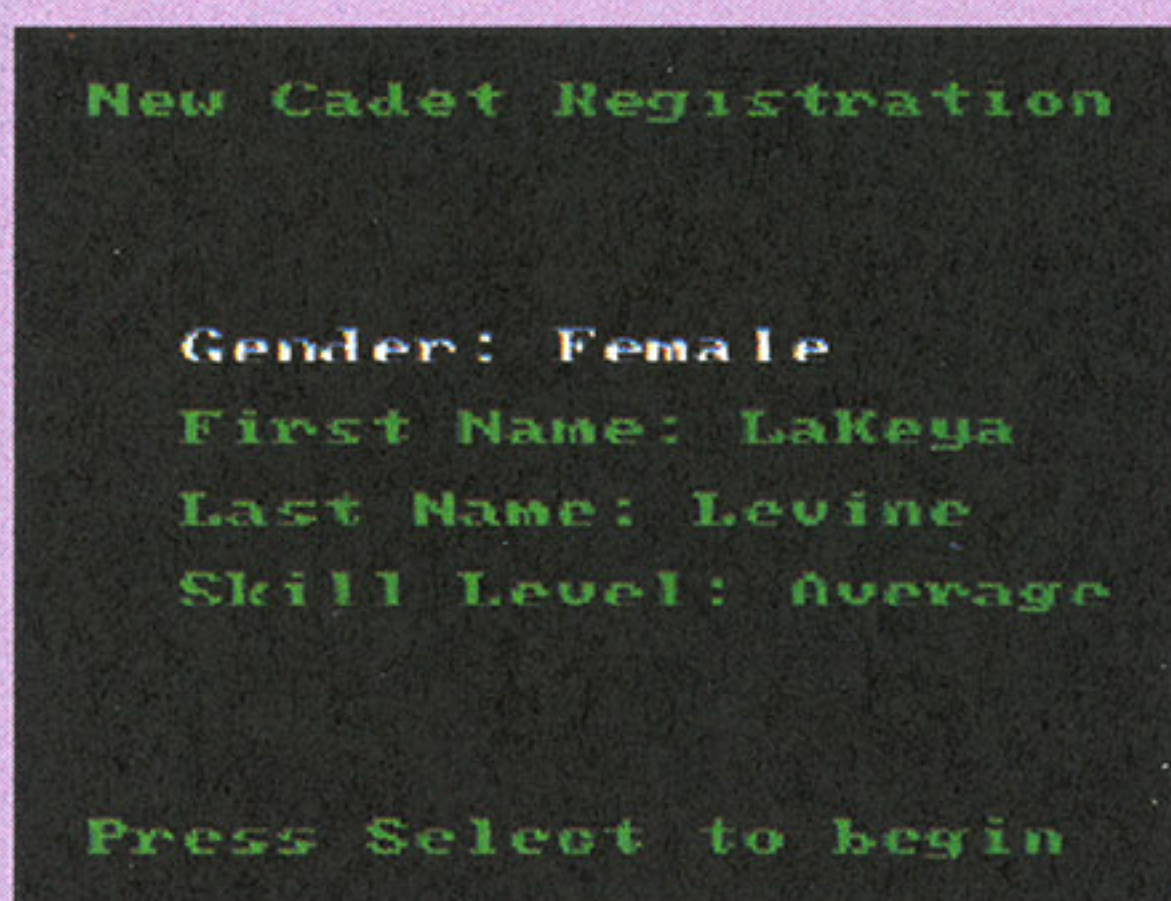 New Cadet Registration
Gender: Female
First Name: LaKeya
Last Name: Levine
Skill Level: Average
Press Select to begin